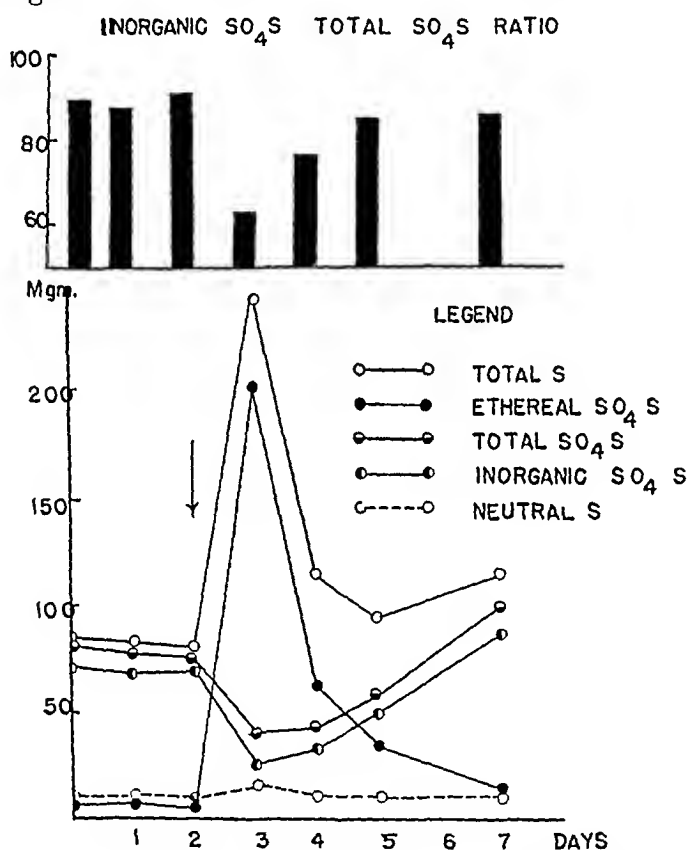 INORGANIC SO4S TOTAL SO4S RATIO
100
80
60
Mgm.
LEGEND
TOTAL S
200
ETHEREAL SO4 S
TOTAL SO4 S
INORGANIC SO4 S
150
NEUTRAL S
100
50
1 2 3 4 5 6 7 DAYS